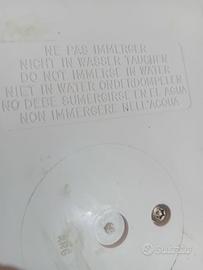 NE PAS IMMERGER
NICHT IN WASSER TAUCHEN
DO NOT IMMERSE IN WATER
NIET IN WATER ONDERDOMPELEN
NO DEBE SUMERGIRSE EN EL AGUA
NON IMMERGERE NELL'ACQUA
subito